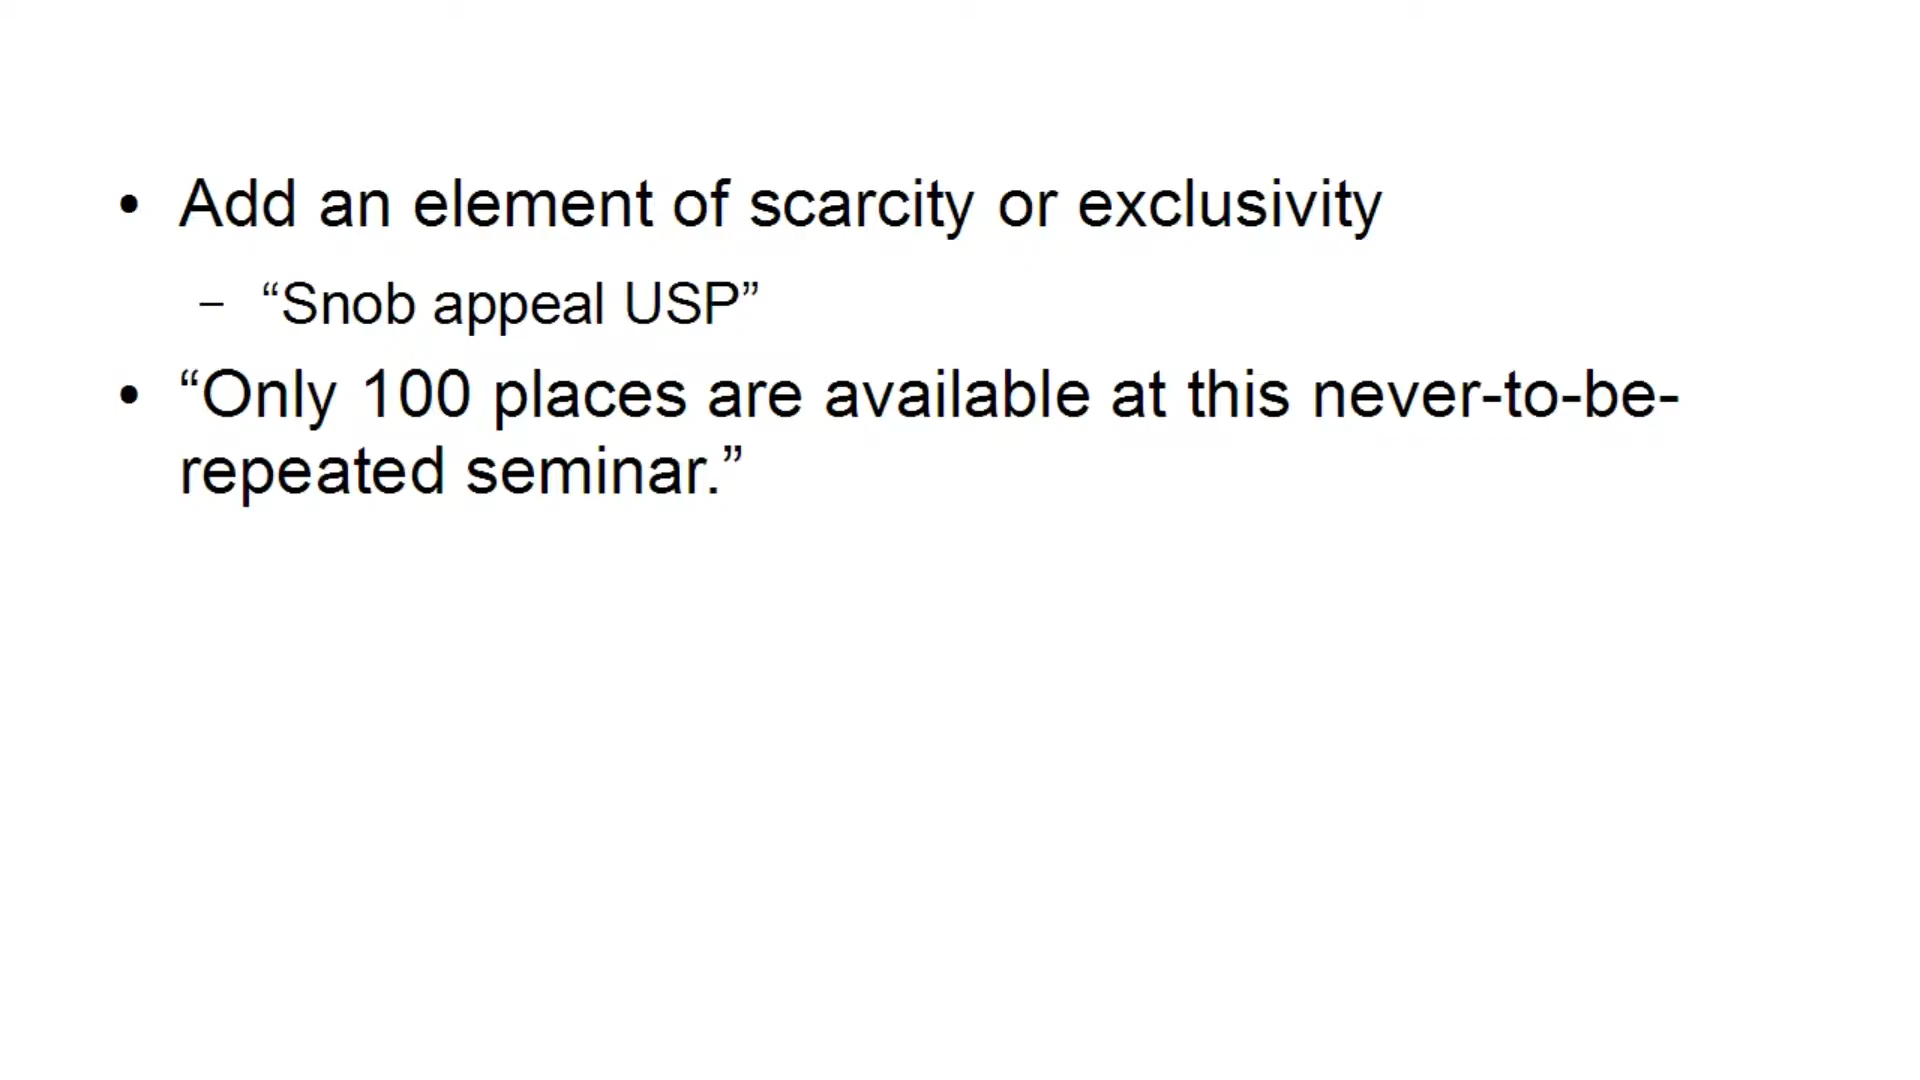 • Add an element of scarcity or exclusivity
– “Snob appeal USP”
• “Only 100 places are available at this never-to-be-
repeated seminar.”